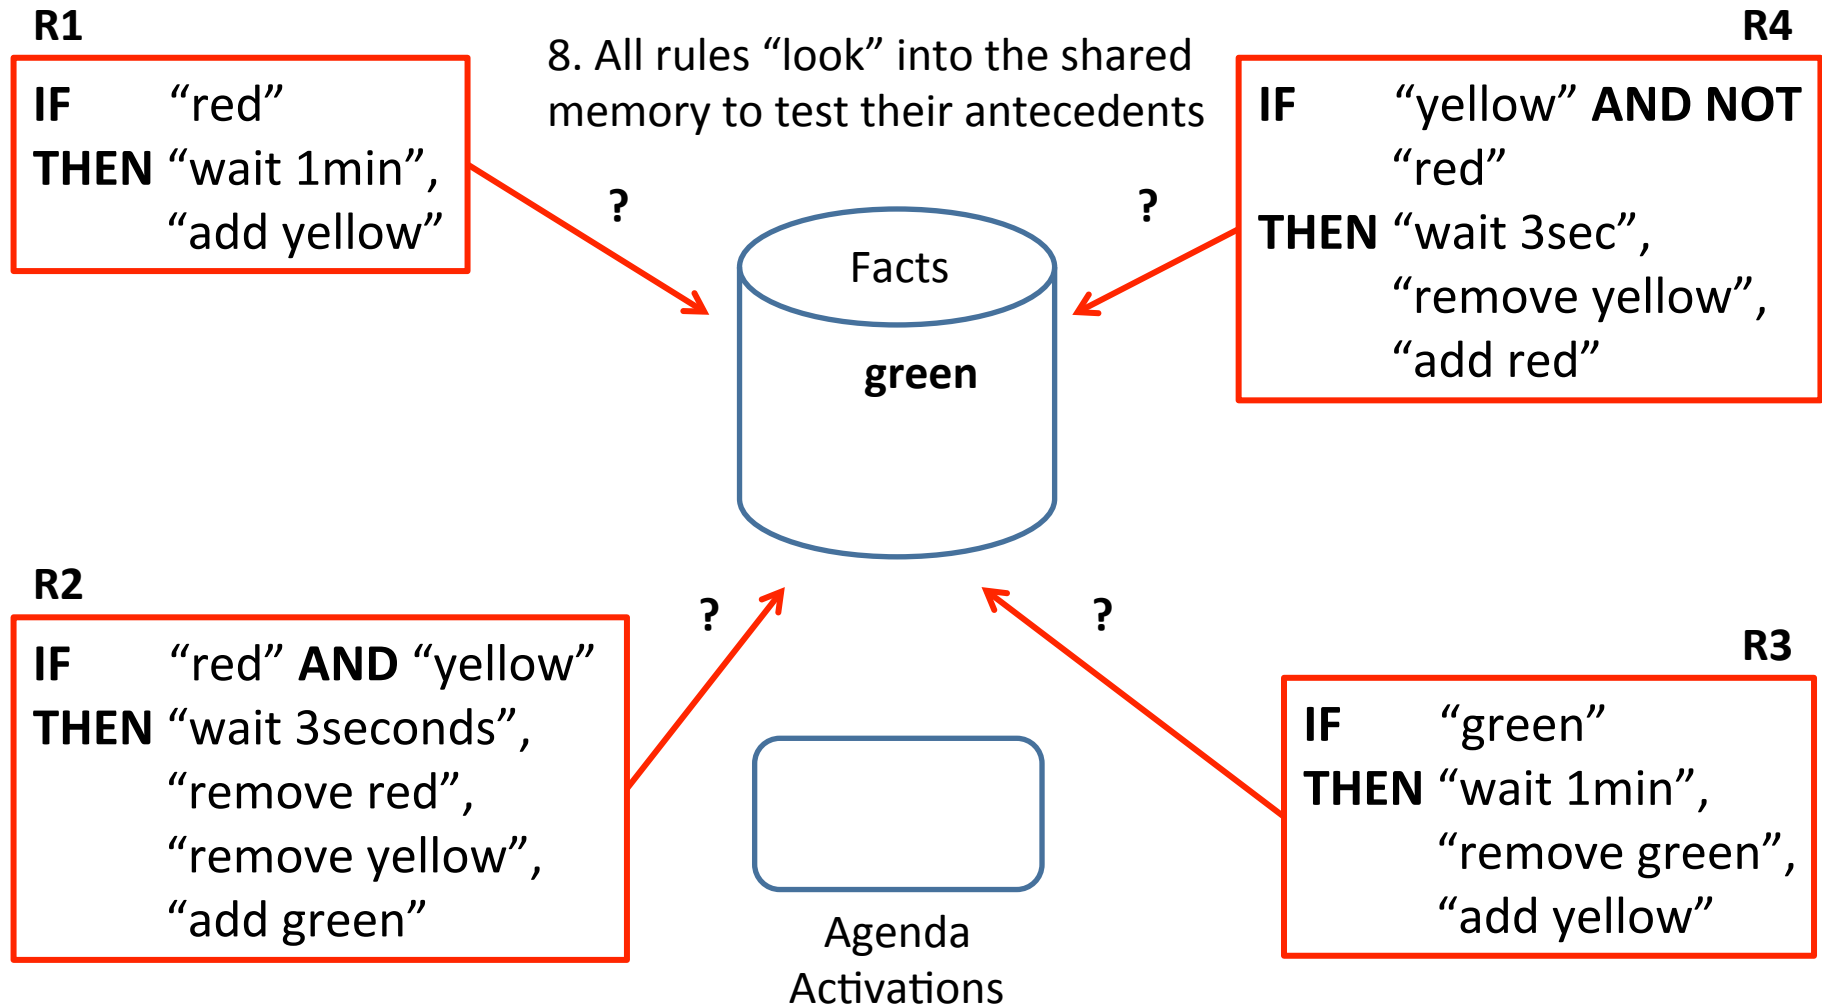 R1
IF “red”
THEN “wait 1min”,
“add yellow”
8. All rules “look” into the shared
memory to test their antecedents
R4
IF “yellow” AND NOT
“red”
THEN “wait 3sec”,
“remove yellow”,
“add red”
?
?
Facts
green
R2
IF “red” AND “yellow”
THEN “wait 3seconds”,
“remove red”,
“remove yellow”,
“add green”
?
?
R3
IF “green”
THEN “wait 1min”,
“remove green”,
“add yellow”
Agenda
Activations